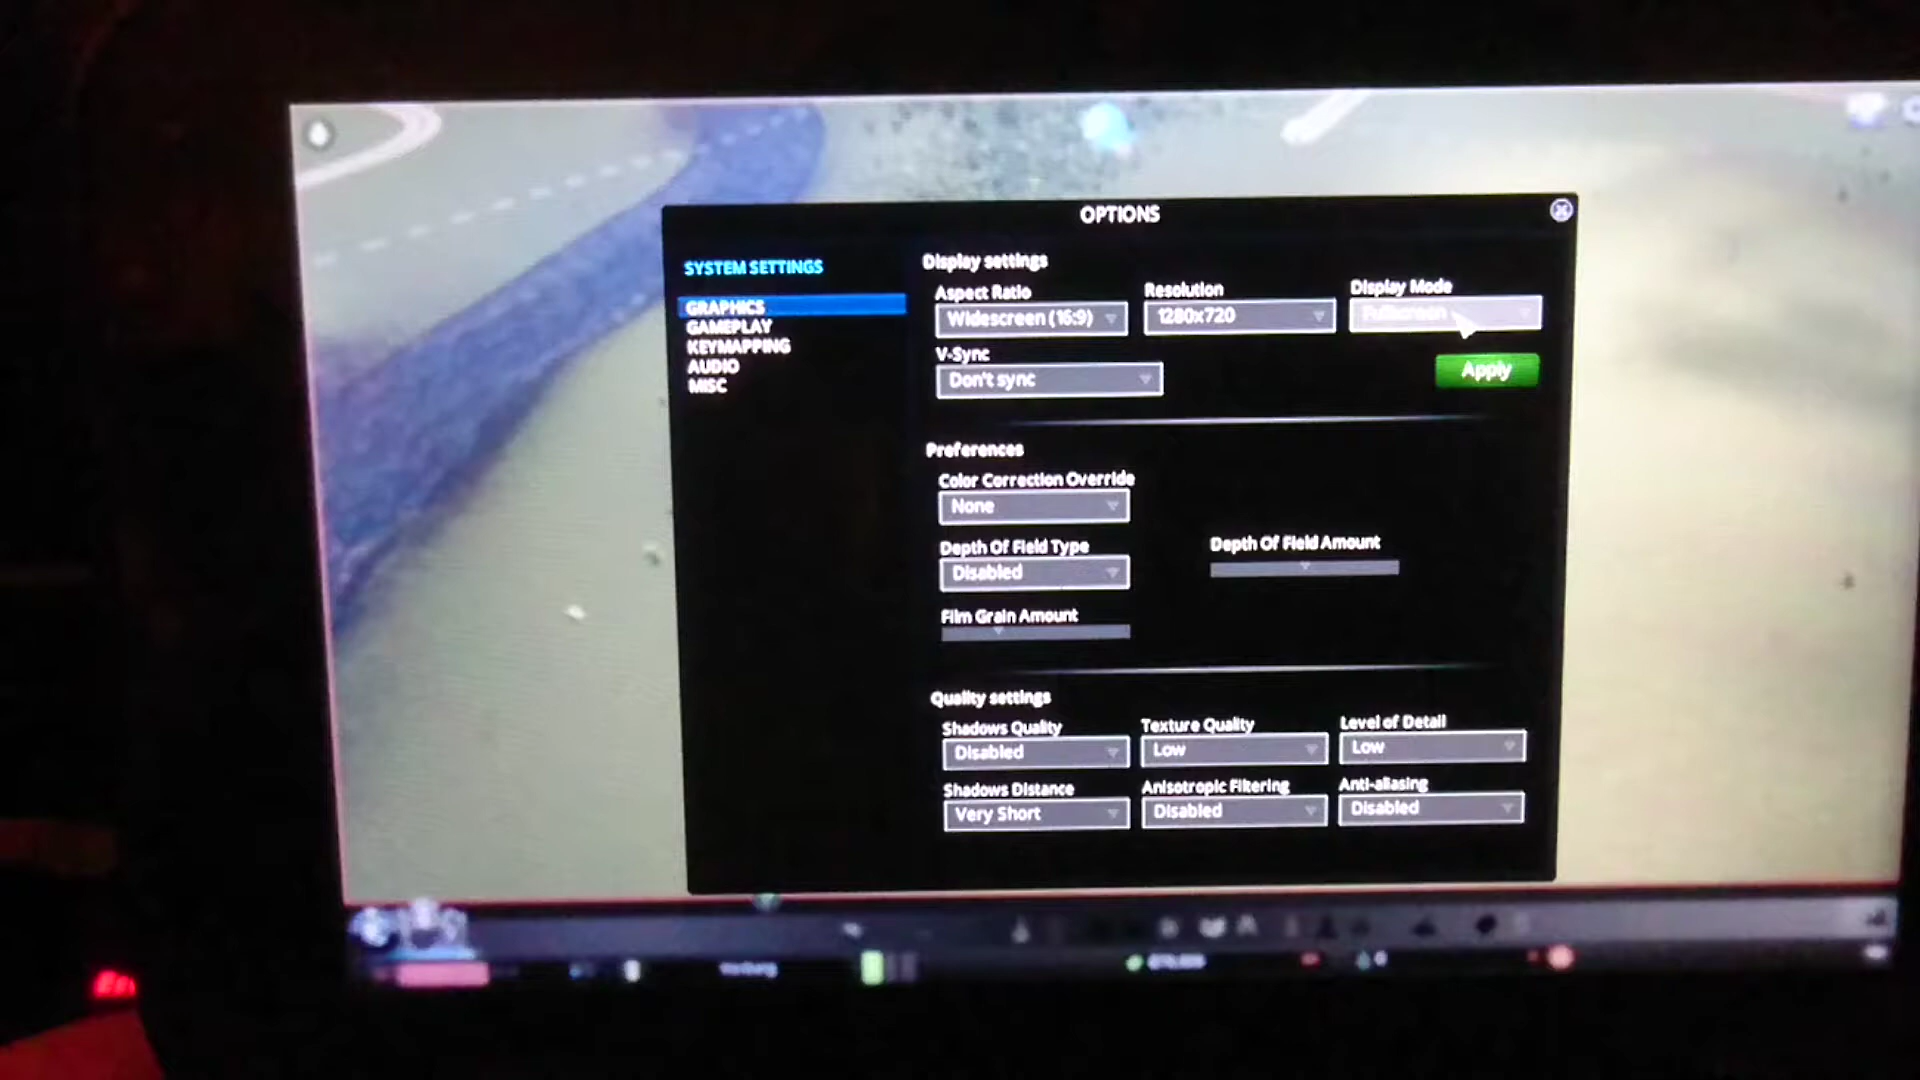 OPTIONS
SYSTEM SETTINGS
GRAPHICS
GAMEPLAY
KEYMAPPING
AUDIO
MISC
Display settings
Aspect Ratio
Resolution
Display Mode
Widescreen (16:9)
1280x720
Fullscreen
V-Sync
Don't sync
Apply
Preferences
Color Correction Override
None
Depth Of Field Type
Depth Of Field Amount
Disabled
Film Grain Amount
Quality settings
Shadows Quality
Texture Quality
Level of Detail
Disabled
Low
Low
Shadows Distance
Anisotropic Filtering
Anti-aliasing
Very Short
Disabled
Disabled